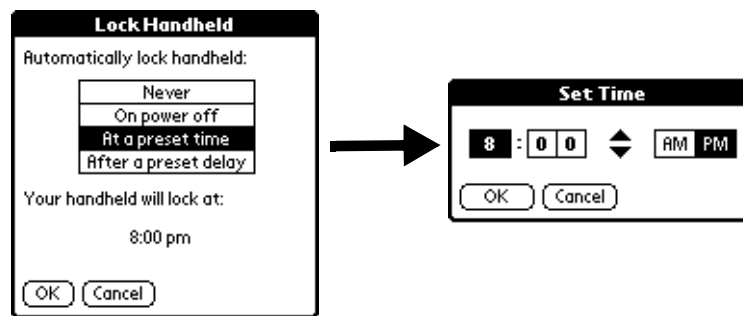 Lock Handheld
Automatically lock handheld:
Never
On power off
At a preset time
After a preset delay
Your handheld will lock at:
8:00 pm
OK Cancel
Set Time
8 : 0 0 AM PM
OK Cancel